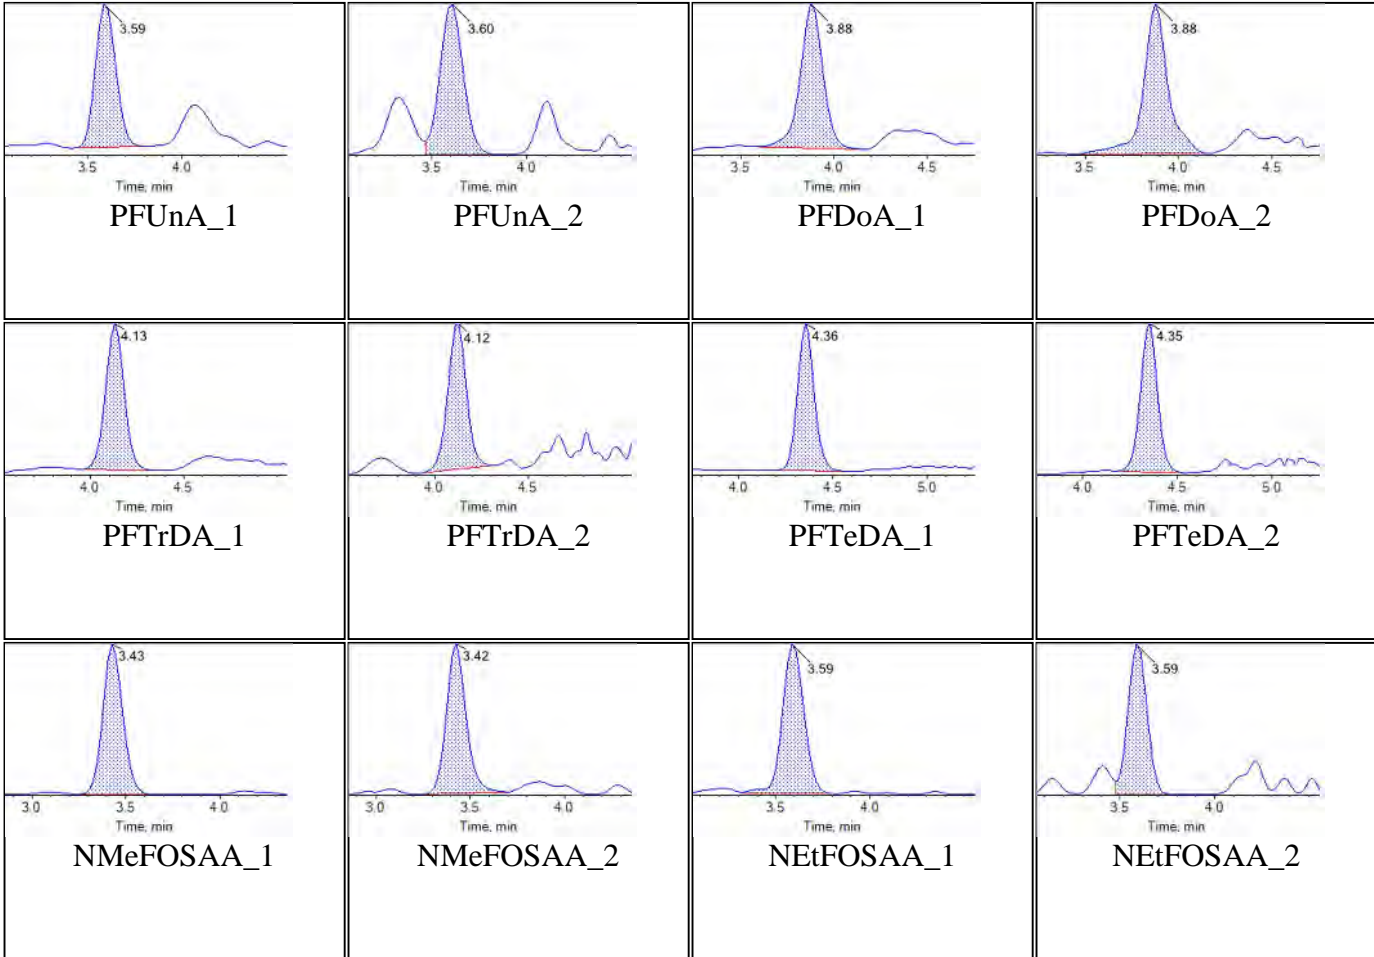 3.59
3.5 4.0
Time, min
PFUnA_1
3.60
3.5 4.0
Time, min
PFUnA_2
3.88
3.5 4.0 4.5
Time, min
PFDoA_1
3.88
3.5 4.0 4.5
Time, min
PFDoA_2
4.13
4.0 4.5
Time, min
PFTrDA_1
4.12
4.0 4.5
Time, min
PFTrDA_2
4.36
4.0 4.5 5.0
Time, min
PFTeDA_1
4.35
4.0 4.5 5.0
Time, min
PFTeDA_2
3.43
3.0 3.5 4.0
Time, min
NMeFOSAA_1
3.42
3.0 3.5 4.0
Time, min
NMeFOSAA_2
3.59
3.5 4.0
Time, min
NEtFOSAA_1
3.59
3.5 4.0
Time, min
NEtFOSAA_2